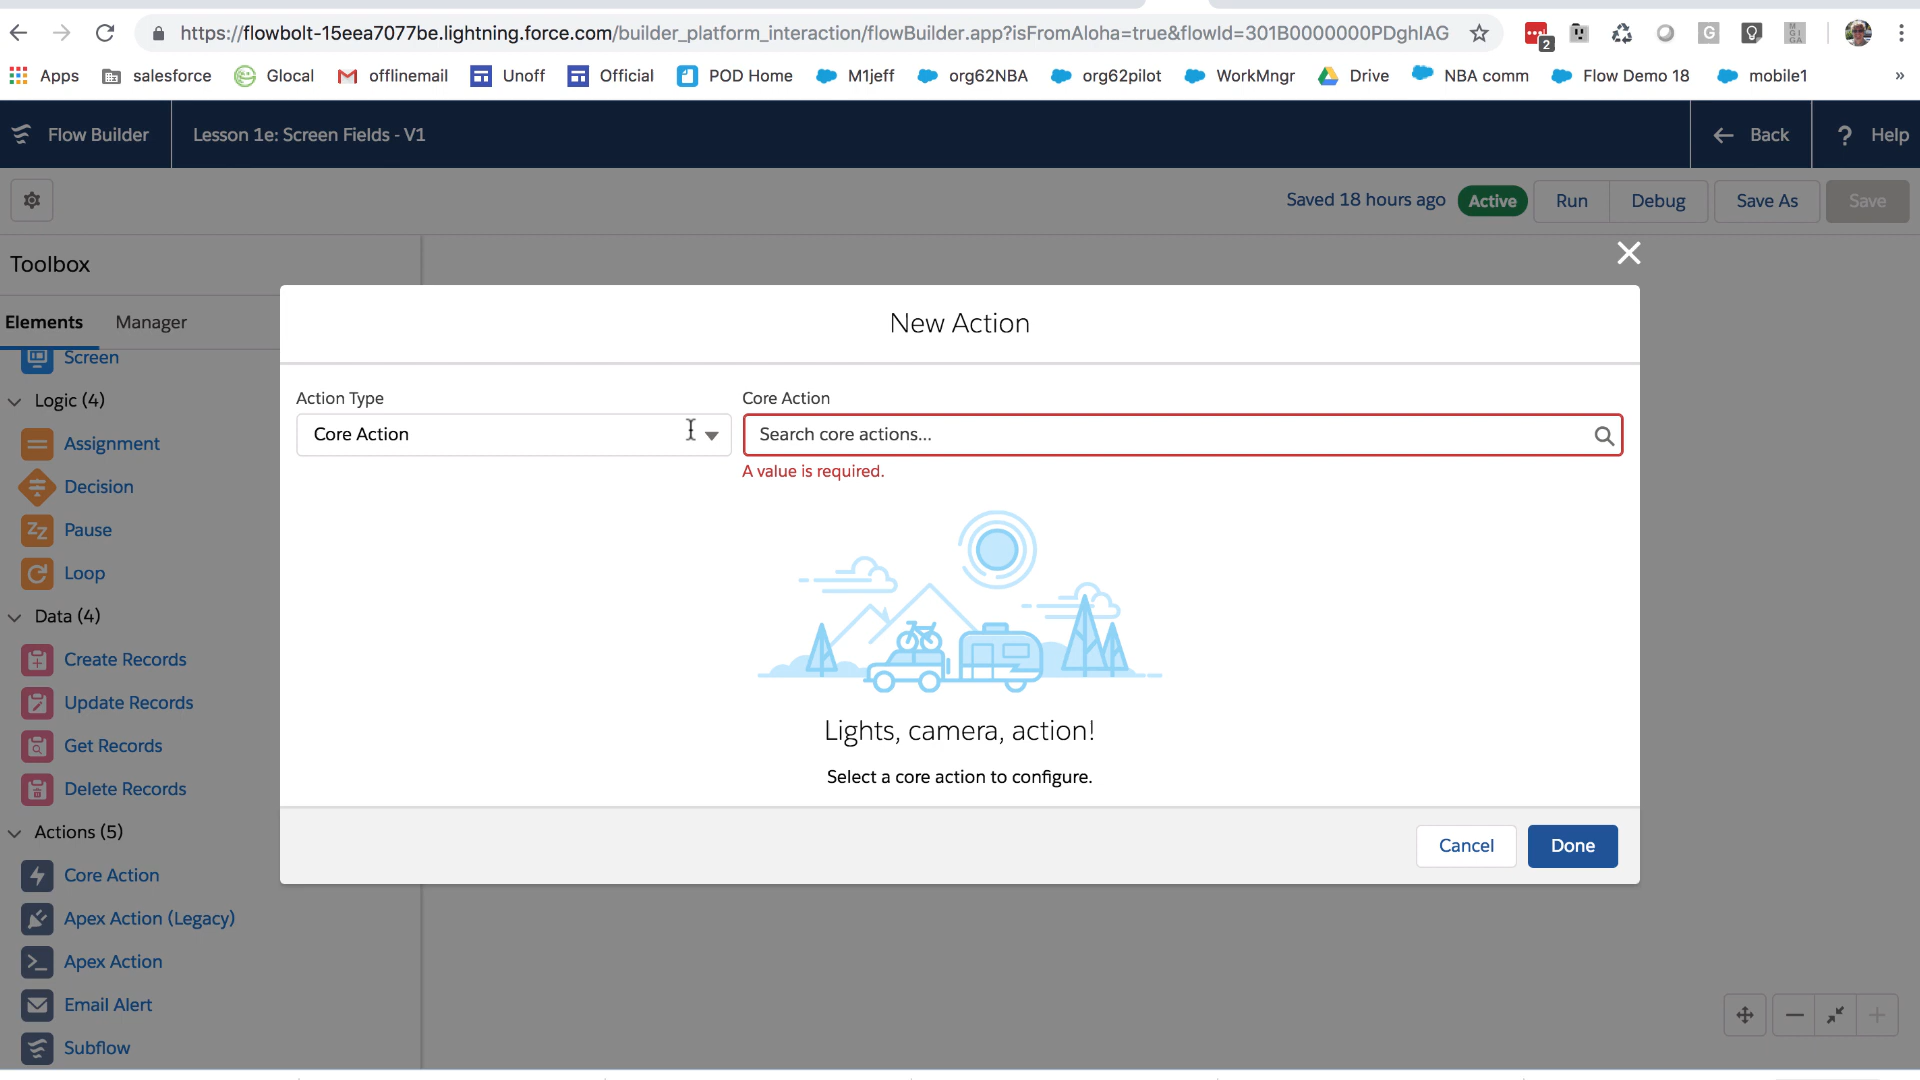 https://flowbolt-15eea7077be.lightning.force.com/builder_platform_interaction/flowBuilder.app?isFromAloha=true&flowId=301B0000000PDghIAG
2
G
Apps salesforce Glocal offlinemail Unoff Official POD Home M1jeff org62NBA org62pilot WorkMngr Drive NBA comm Flow Demo 18 mobile1 »
Flow Builder Lesson 1e: Screen Fields - V1 Back ? Help
Saved 18 hours ago Active Run Debug Save As Save
Toolbox
Elements Manager
Screen
Logic (4)
Assignment
Decision
Pause
Loop
Data (4)
Create Records
Update Records
Get Records
Delete Records
Actions (5)
Core Action
Apex Action (Legacy)
Apex Action
Email Alert
Subflow
New Action
Action Type Core Action
Core Action Search core actions...
A value is required.
Lights, camera, action!
Select a core action to configure.
Cancel Done